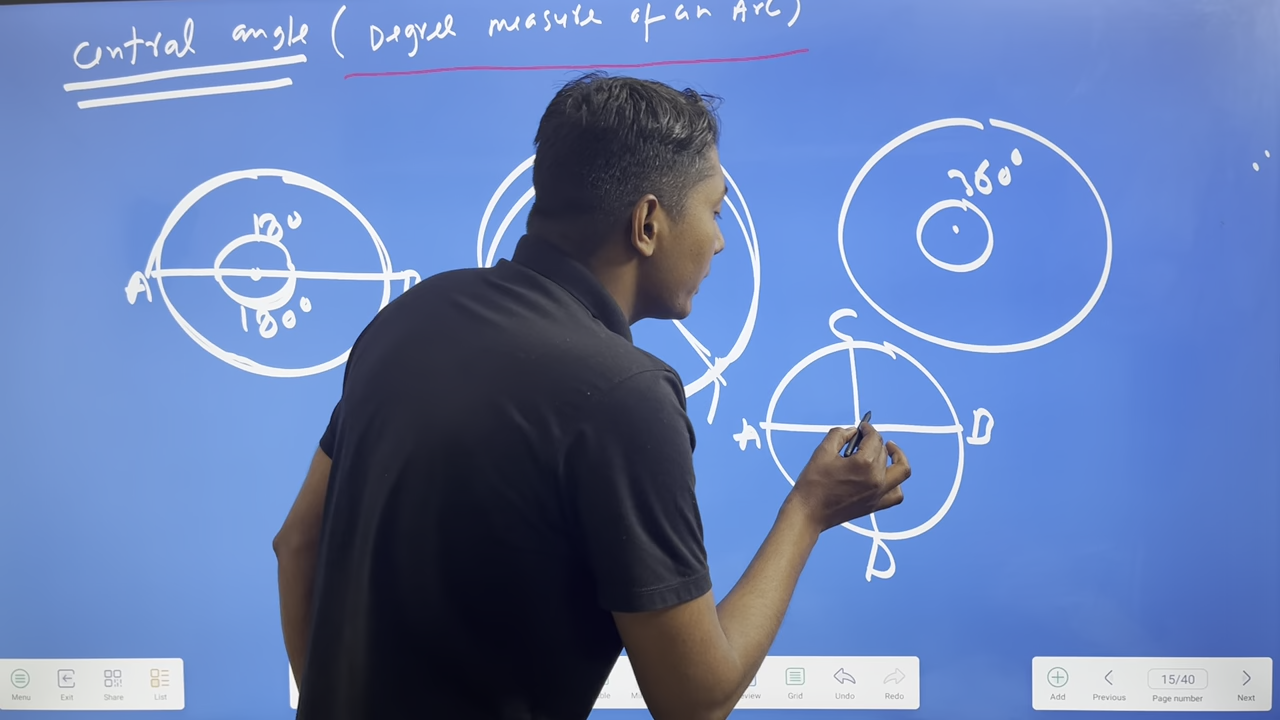 Central angle ( Degree measure of an Arc )
360°
180°
A
180°
C
A B
D
Menu Exit Share List Grid Undo Redo Add Previous 15/40 Page number Next